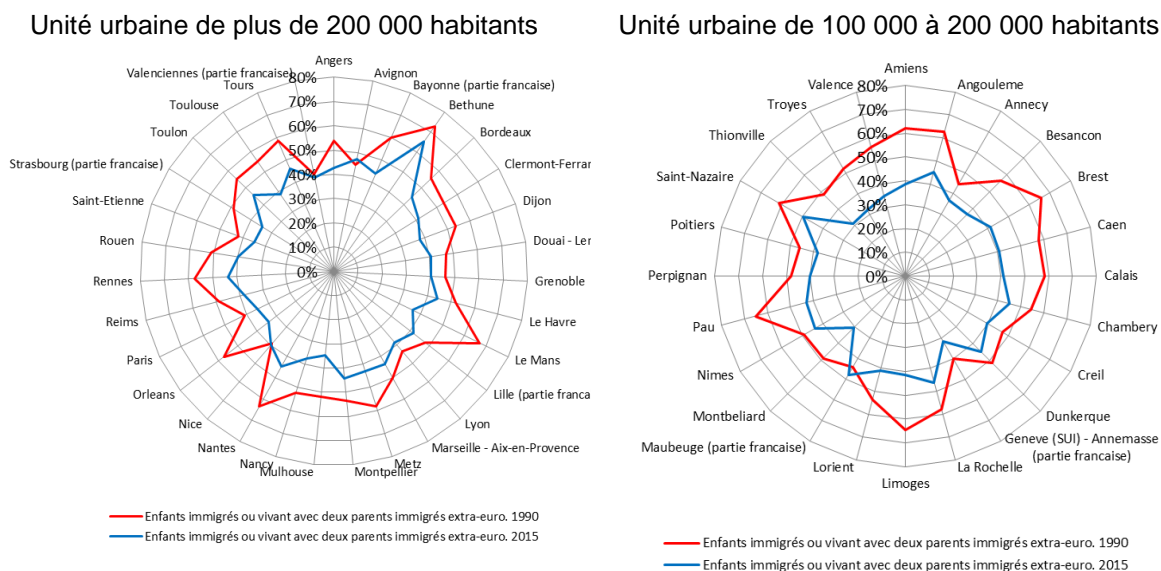 Unité urbaine de plus de 200 000 habitants
Angers
Avignon
Bayonne (partie francaise)
Bethune
Bordeaux
Clermont-Ferran
Dijon
Douai - Ler
Grenoble
Le Havre
Le Mans
Lille (partie franca
Lyon
Marseille - Aix-en-Provence
Metz
Montpellier
Mulhouse
Nancy
Nantes
Nice
Orleans
Paris
Reims
Rennes
Rouen
Saint-Etienne
Strasbourg (partie francaise)
Toulon
Toulouse
Tours
Valenciennes (partie francaise)
80%
70%
60%
50%
40%
30%
20%
10%
0%
Enfants immigrés ou vivant avec deux parents immigrés extra-euro. 1990
Enfants immigrés ou vivant avec deux parents immigrés extra-euro. 2015
Unité urbaine de 100 000 à 200 000 habitants
Amiens
Angouleme
Annecy
Besancon
Brest
Caen
Calais
Chambery
Creil
Dunkerque
Geneve (SUI) - Annemasse
(partie francaise)
La Rochelle
Limoges
Lorient
Maubeuge (partie francaise)
Montbeliard
Nimes
Pau
Perpignan
Poitiers
Saint-Nazaire
Thionville
Troyes
Valence
80%
70%
60%
50%
40%
30%
20%
10%
0%
Enfants immigrés ou vivant avec deux parents immigrés extra-euro. 1990
Enfants immigrés ou vivant avec deux parents immigrés extra-euro. 2015